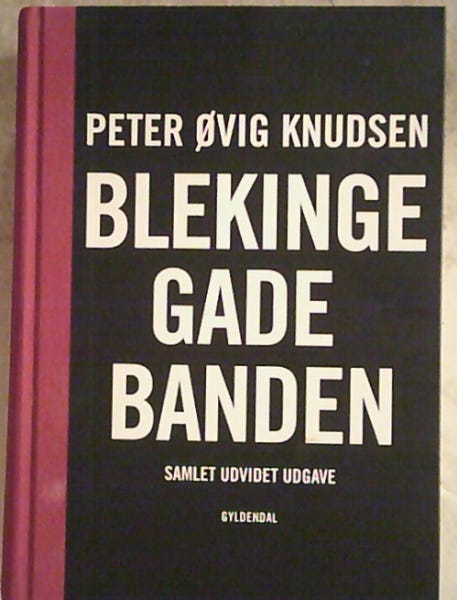 PETER ØVIG KNUDSEN
BLEKINGE
GADE
BANDEN
SAMLET UDVIDET UDGAVE
GYLDENDAL